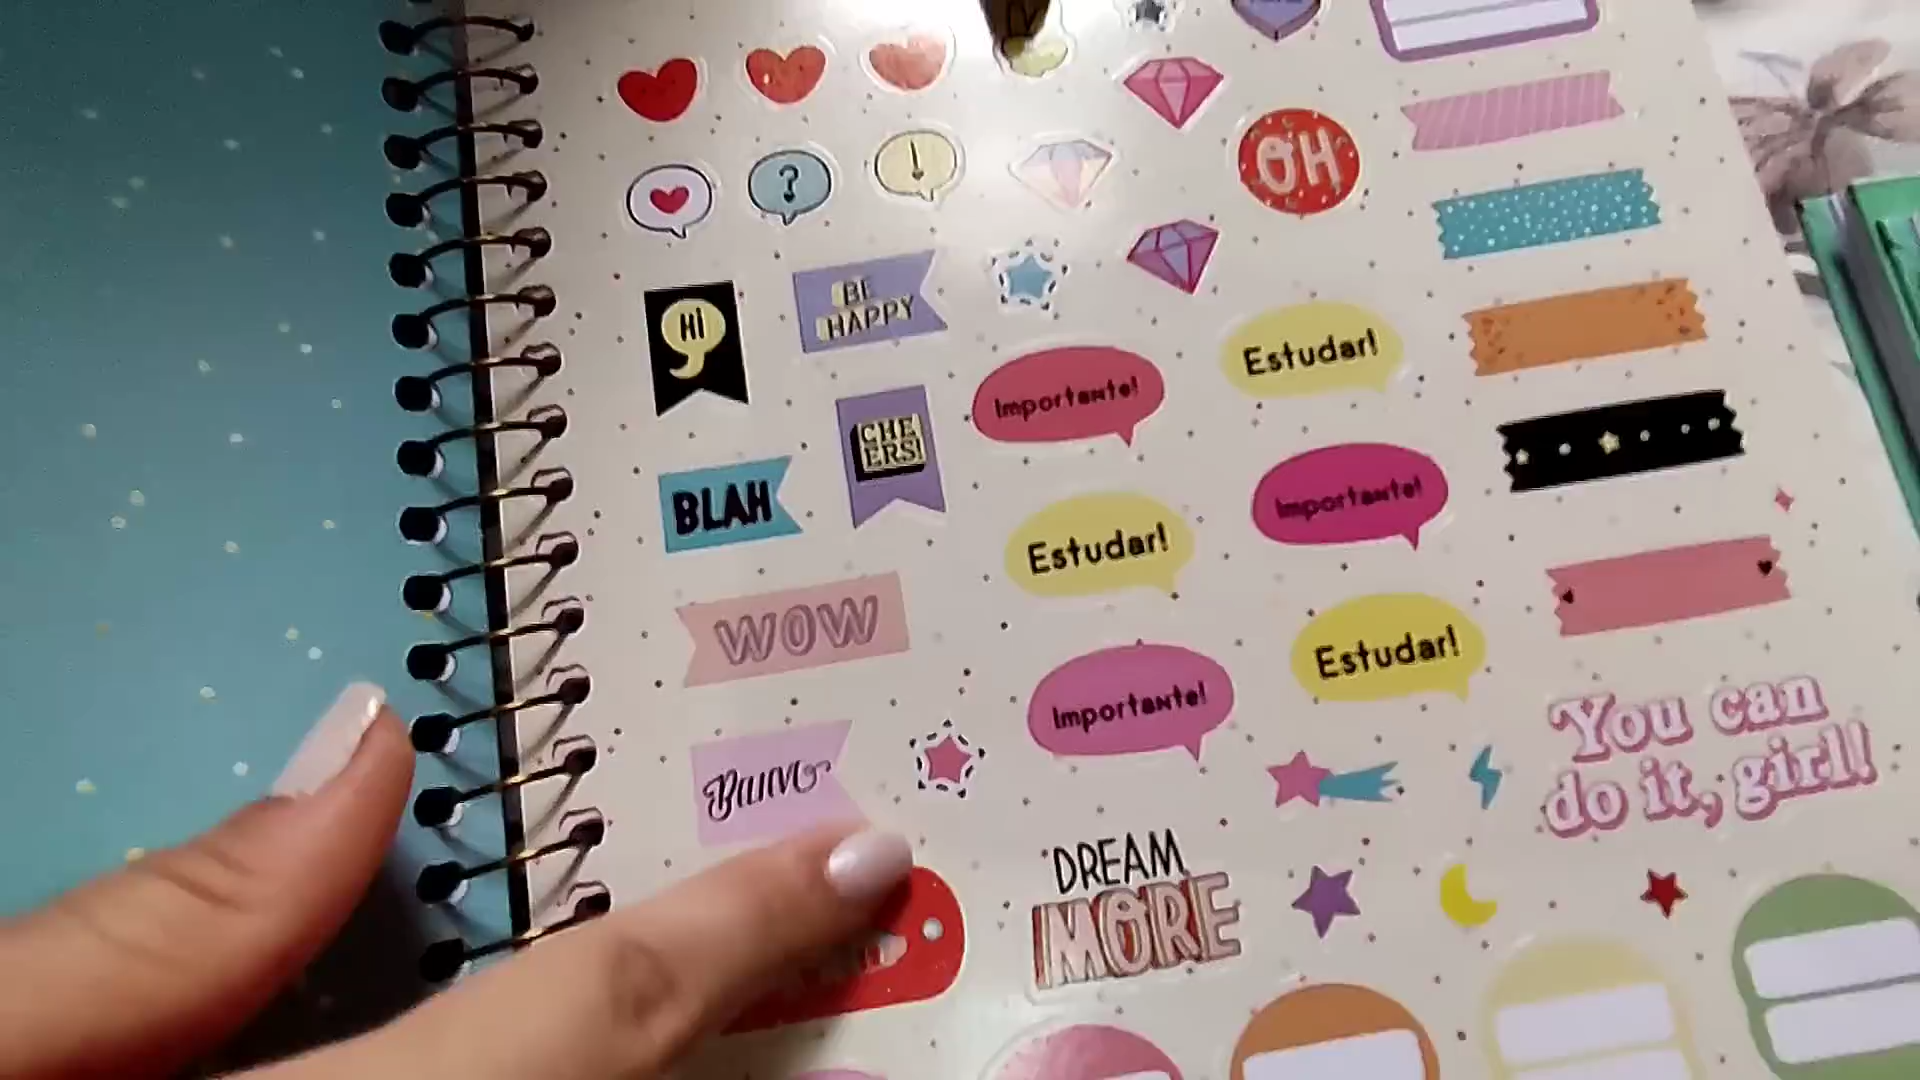 OH
?
!
Hi
BE
HAPPY
Importante!
Estudar!
CHE
ERS!
BLAH
Importante!
Estudar!
WOW
Importante!
Estudar!
You can
do it, girl!
DREAM
MORE